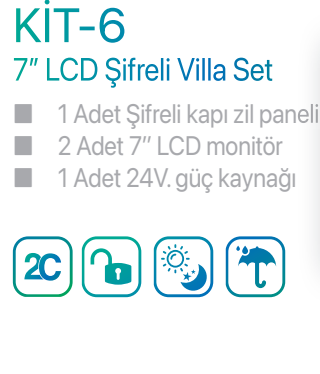 KİT-6
7” LCD Şifreli Villa Set
1 Adet Şifreli kapı zil paneli
2 Adet 7’’ LCD monitör
1 Adet 24V. güç kaynağı
2C